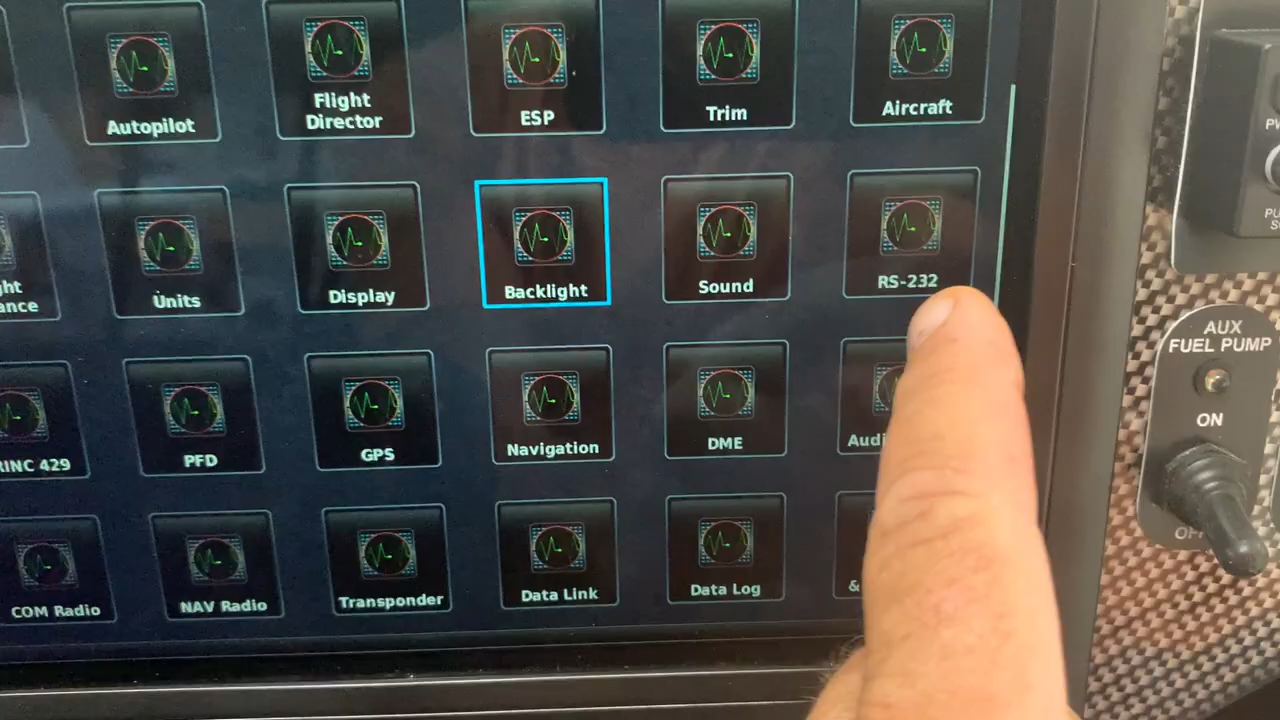 Autopilot
Flight
Director
ESP
Trim
Aircraft
Units
Display
Backlight
Sound
RS-232
PFD
GPS
Navigation
DME
COM Radio
NAV Radio
Transponder
Data Link
Data Log
&
AUX
FUEL PUMP
ON